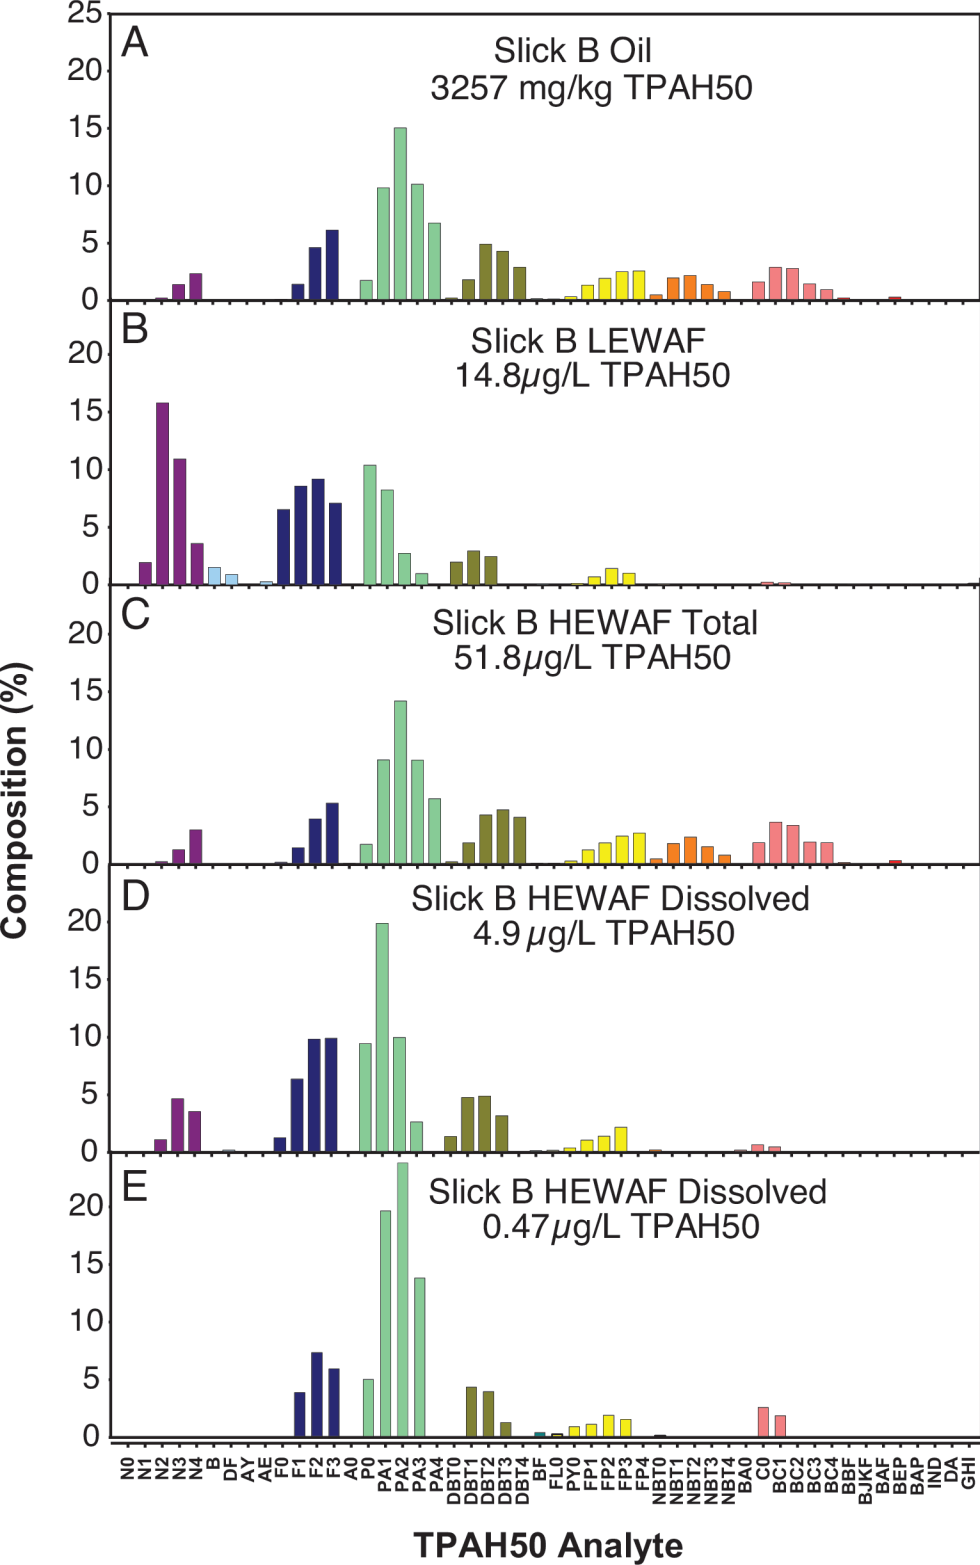 25
A
Slick B Oil
20
3257 mg/kg TPAH50
15
10
5
0
B
Slick B LEWAF
20
14.8µg/L TPAH50
15
10
5
0
C
Slick B HEWAF Total
20
51.8µg/L TPAH50
15
10
5
0
D
Slick B HEWAF Dissolved
20
4.9 µg/L TPAH50
15
10
5
0
E
Slick B HEWAF Dissolved
20
0.47µg/L TPAH50
15
10
5
0
Composition (%)
N0
N1
N2
N3
N4
B
DF
AY
AE
F0
F1
F2
F3
A0
P0
PA1
PA2
PA3
PA4
DBT0
DBT1
DBT2
DBT3
DBT4
BF
FL0
PY0
FP1
FP2
FP3
FP4
NBT0
NBT1
NBT2
NBT3
NBT4
BA0
C0
BC1
BC2
BC3
BC4
BBF
BJKF
BAF
BEP
BAP
IND
DA
GHI
TPAH50 Analyte